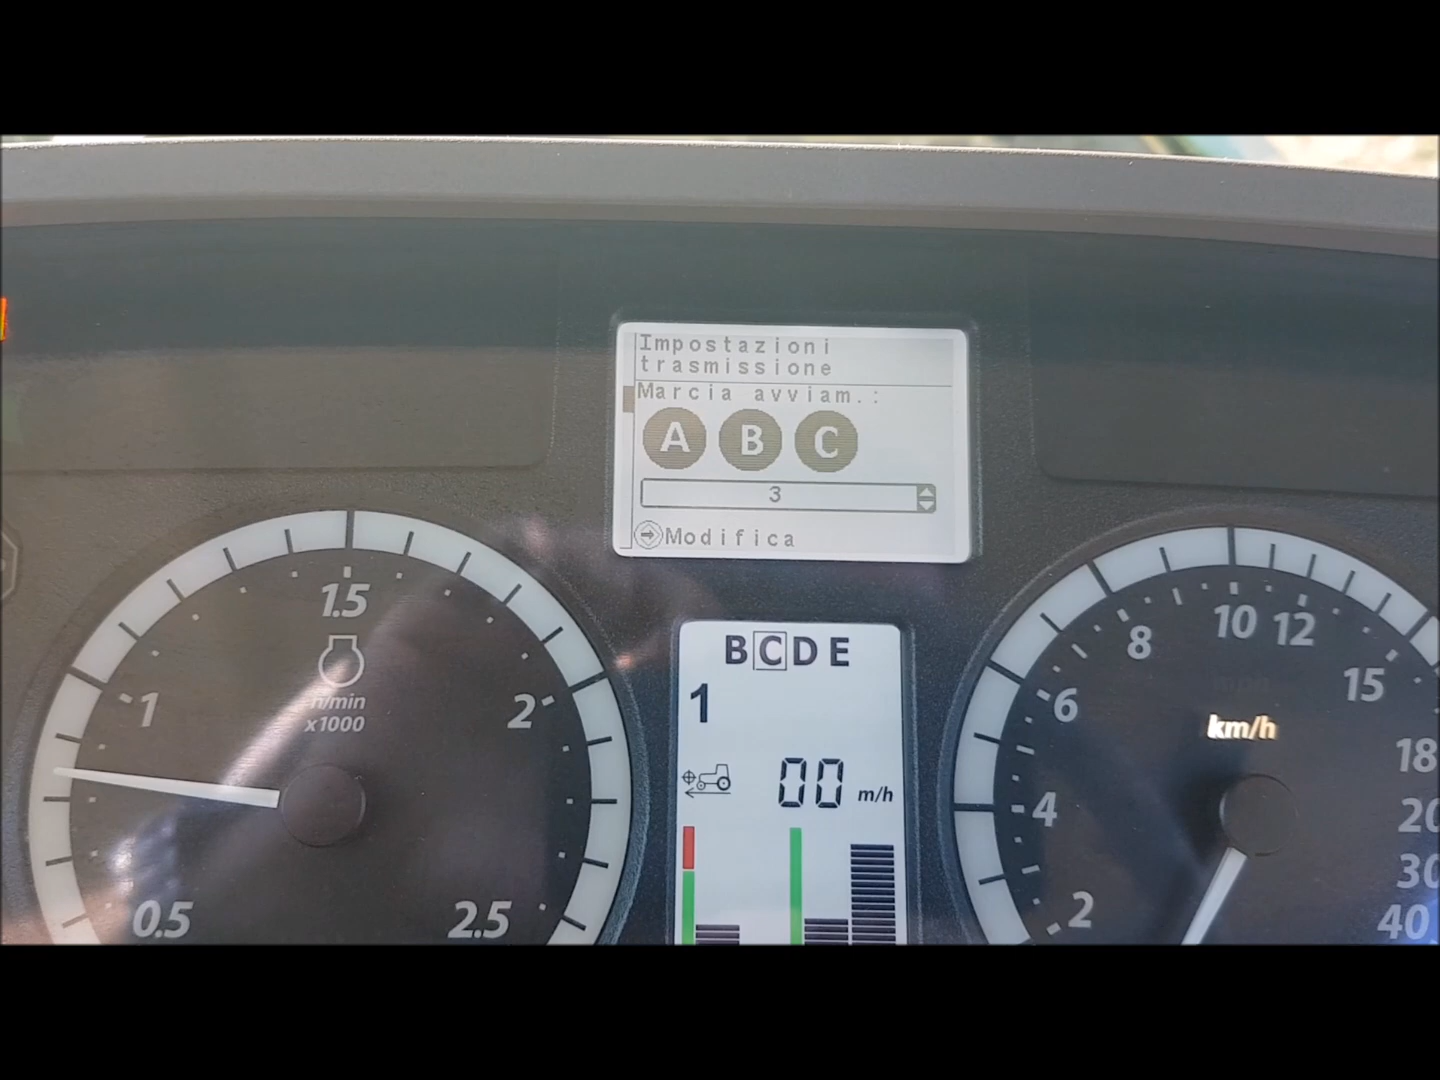 Impostazioni
trasmissione
Marcia avviam.:
A B C
3
Modifica
0.5
1
1.5
2
2.5
n/min
x1000
B C D E
1
00 m/h
2
4
6
8
10
12
15
18
20
30
40
km/h